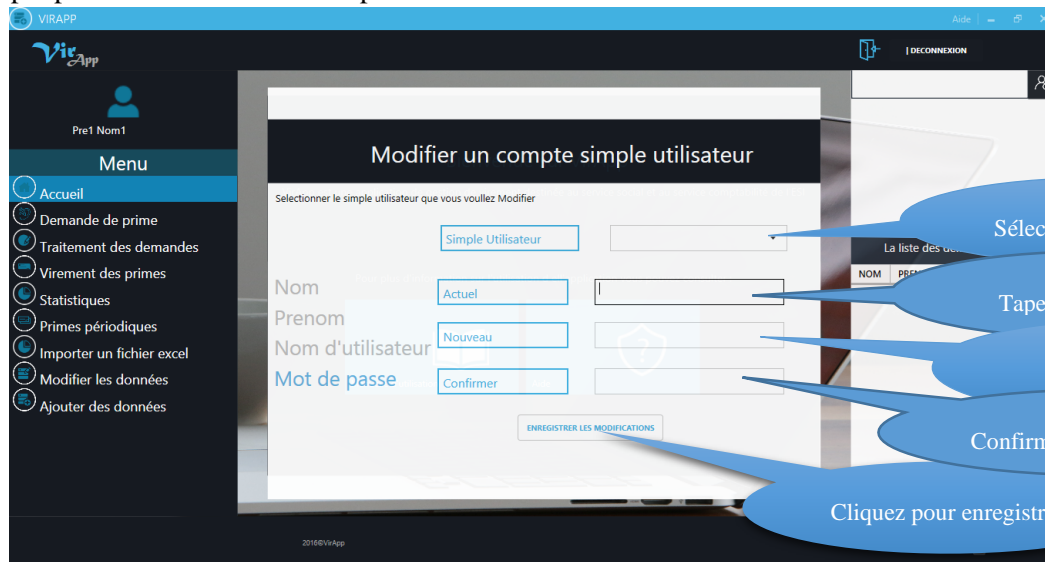 VIRAPP
Aide
VirApp
| DECONNEXION
Pre1 Nom1
Menu
Accueil
Demande de prime
Traitement des demandes
Virement des primes
Statistiques
Primes périodiques
Importer un fichier excel
Modifier les données
Ajouter des données
Modifier un compte simple utilisateur
Selectionner le simple utilisateur que vous voullez Modifier
Simple Utilisateur
Nom
Prenom
Nom d'utilisateur
Mot de passe
Actuel
Nouveau
Confirmer
ENREGISTRER LES MODIFICATIONS
Sélec
La liste des
NOM
Tape
Confirm
Cliquez pour enregistr
2016©VirApp